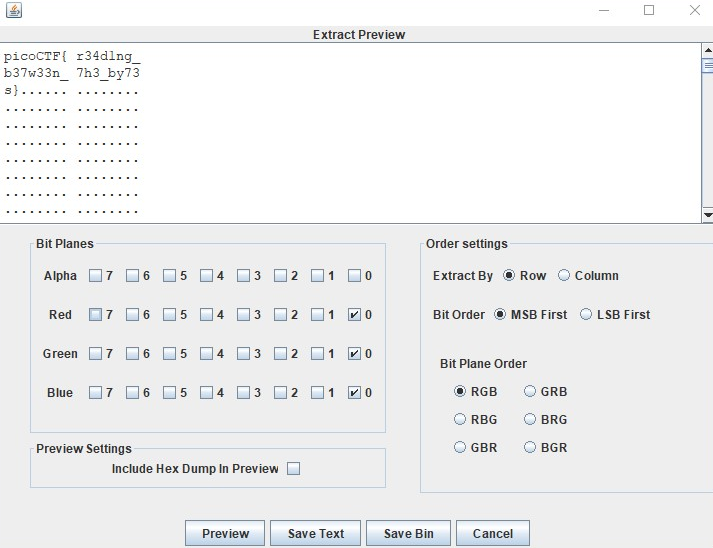 Extract Preview
picoCTF{ r34dlng_
b37w33n_ 7h3_by73
s}...... ........
........ ........
........ ........
........ ........
........ ........
........ ........
........ ........
........ ........
Bit Planes
Alpha 7 6 5 4 3 2 1 0
Red 7 6 5 4 3 2 1 0
Green 7 6 5 4 3 2 1 0
Blue 7 6 5 4 3 2 1 0
Preview Settings
Include Hex Dump In Preview
Order settings
Extract By Row Column
Bit Order MSB First LSB First
Bit Plane Order
RGB GRB
RBG BRG
GBR BGR
Preview Save Text Save Bin Cancel